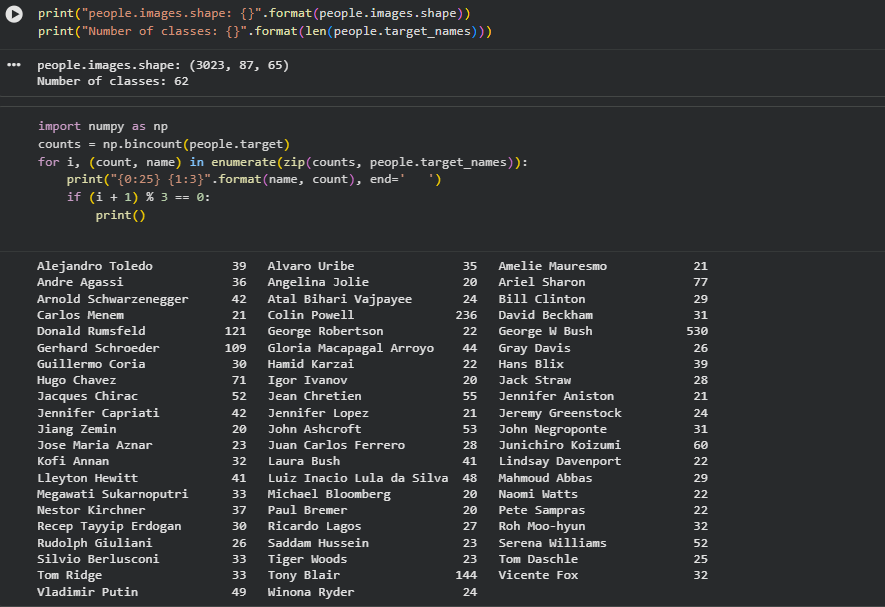 print("people.images.shape: {}".format(people.images.shape))
print("Number of classes: {}".format(len(people.target_names)))
people.images.shape: (3023, 87, 65)
Number of classes: 62
import numpy as np
counts = np.bincount(people.target)
for i, (count, name) in enumerate(zip(counts, people.target_names)):
    print("{0:25} {1:3}".format(name, count), end='   ')
    if (i + 1) % 3 == 0:
        print()
Alejandro Toledo           39   Alvaro Uribe               35   Amelie Mauresmo            21
Andre Agassi               36   Angelina Jolie             20   Ariel Sharon               77
Arnold Schwarzenegger      42   Atal Bihari Vajpayee       24   Bill Clinton               29
Carlos Menem               21   Colin Powell              236   David Beckham              31
Donald Rumsfeld           121   George Robertson           22   George W Bush             530
Gerhard Schroeder         109   Gloria Macapagal Arroyo    44   Gray Davis                 26
Guillermo Coria            30   Hamid Karzai               22   Hans Blix                  39
Hugo Chavez                71   Igor Ivanov                20   Jack Straw                 28
Jacques Chirac             52   Jean Chretien              55   Jennifer Aniston           21
Jennifer Capriati          42   Jennifer Lopez             21   Jeremy Greenstock          24
Jiang Zemin                20   John Ashcroft              53   John Negroponte            31
Jose Maria Aznar           23   Juan Carlos Ferrero        28   Junichiro Koizumi          60
Kofi Annan                 32   Laura Bush                 41   Lindsay Davenport          22
Lleyton Hewitt             41   Luiz Inacio Lula da Silva  48   Mahmoud Abbas              29
Megawati Sukarnoputri      33   Michael Bloomberg          20   Naomi Watts                22
Nestor Kirchner            37   Paul Bremer                20   Pete Sampras               22
Recep Tayyip Erdogan       30   Ricardo Lagos              27   Roh Moo-hyun               32
Rudolph Giuliani           26   Saddam Hussein             23   Serena Williams            52
Silvio Berlusconi          33   Tiger Woods                23   Tom Daschle                25
Tom Ridge                  33   Tony Blair                144   Vicente Fox                32
Vladimir Putin             49   Winona Ryder               24